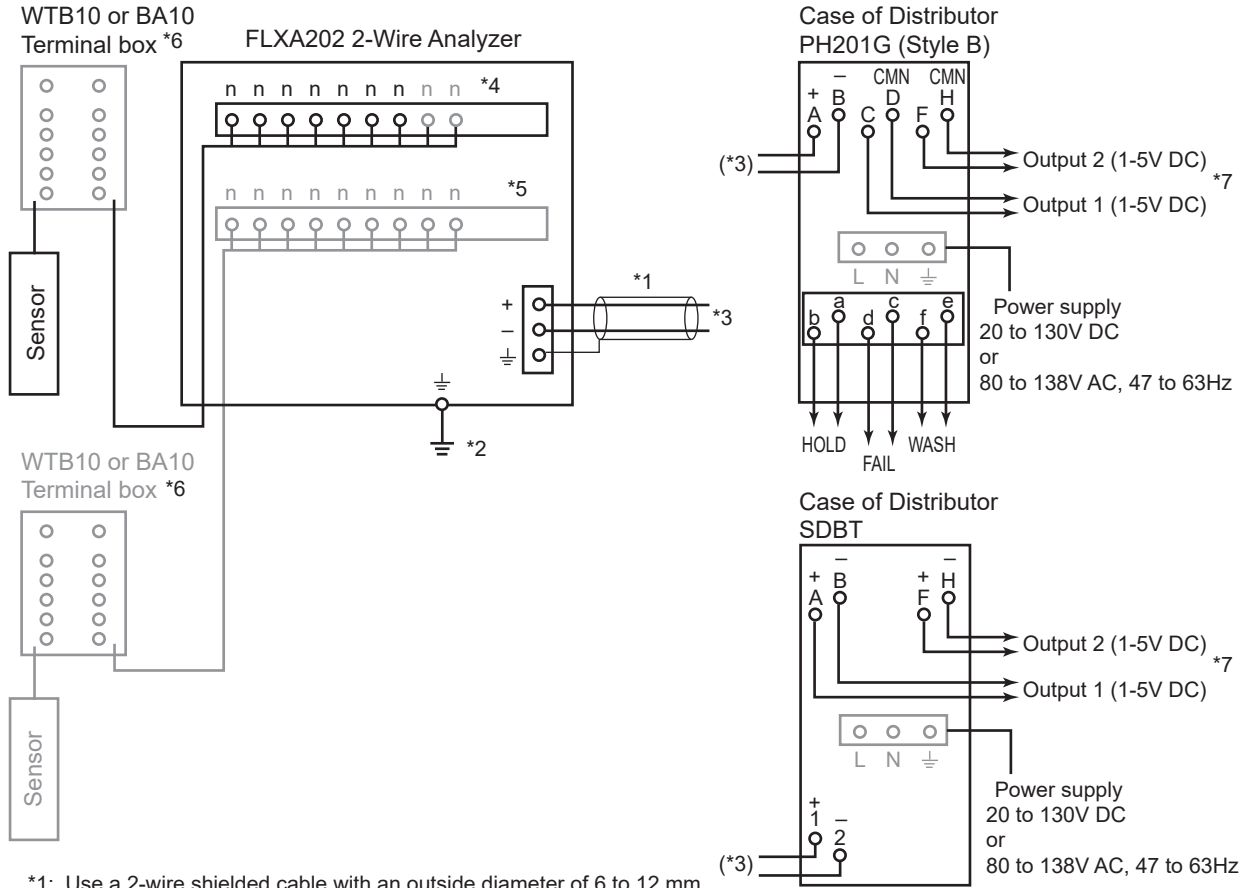 WTB10 or BA10
Terminal box *6
FLXA202 2-Wire Analyzer
n n n n n n n n n *4
n n n n n n n n n *5
Sensor
+
–
*1
*3
*2
WTB10 or BA10
Terminal box *6
Sensor
Case of Distributor
PH201G (Style B)
– CMN CMN
+ B D H
A C F
(*3)
Output 2 (1-5V DC)
*7
Output 1 (1-5V DC)
L N
a c e
b d f
Power supply
20 to 130V DC
or
80 to 138V AC, 47 to 63Hz
HOLD WASH
FAIL
Case of Distributor
SDBT
– –
+ B + H
A F
Output 2 (1-5V DC)
*7
Output 1 (1-5V DC)
L N
Power supply
20 to 130V DC
or
80 to 138V AC, 47 to 63Hz
+ –
1 2
(*3)
*1: Use a 2-wire shielded cable with an outside diameter of 6 to 12 mm.